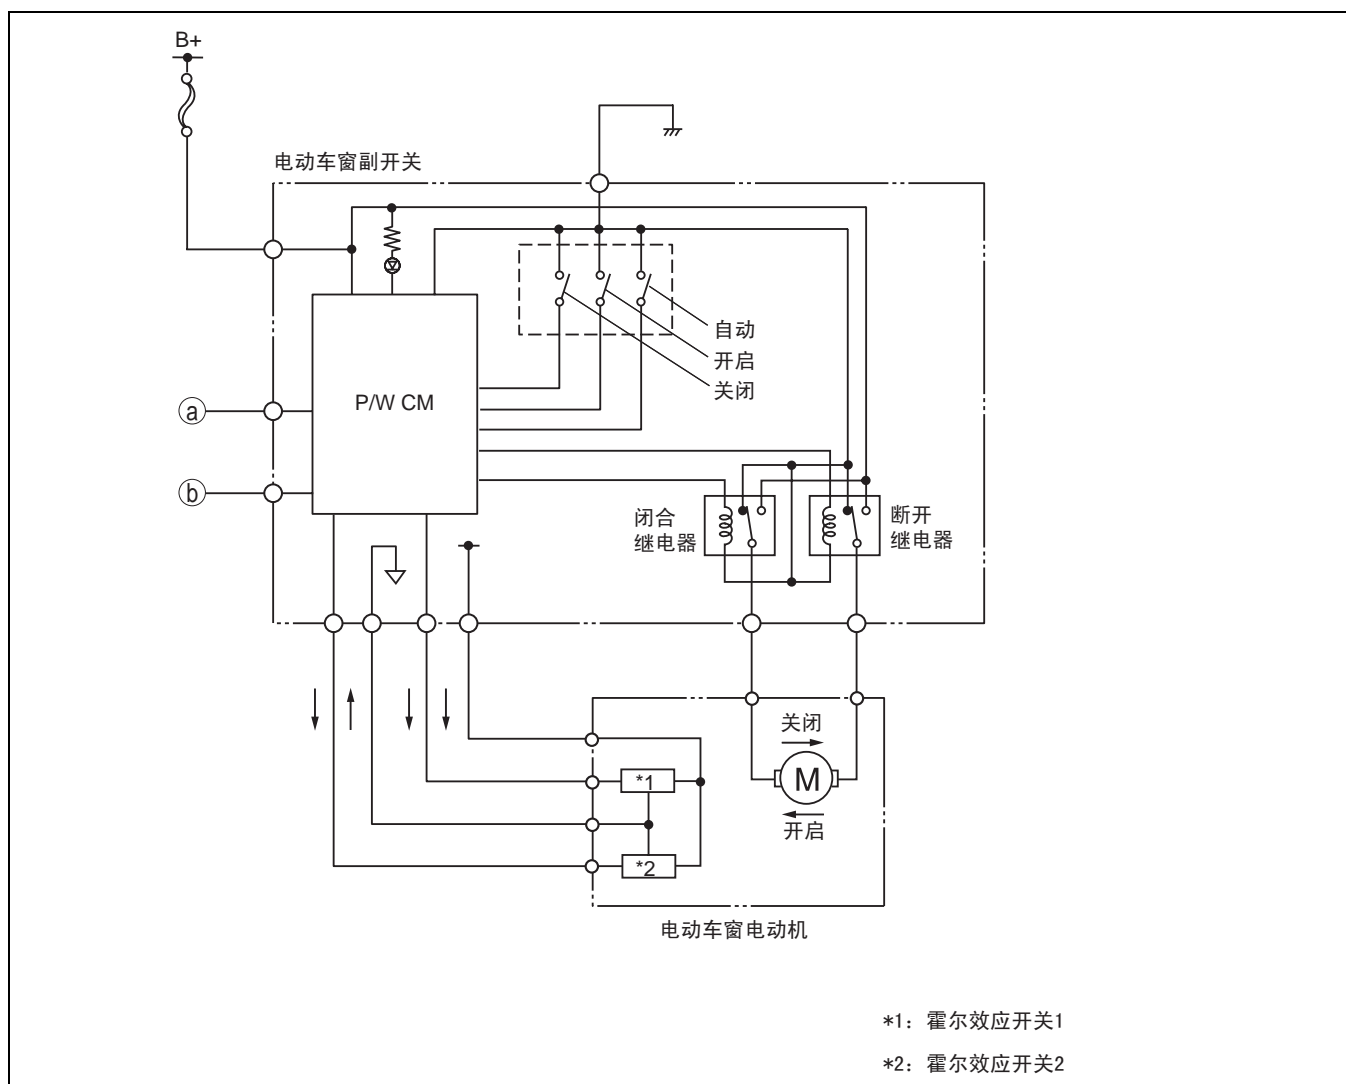 B+
电动车窗副开关
自动
开启
关闭
P/W CM
a
b
闭合
继电器
断开
继电器
关闭
M
开启
*1
*2
电动车窗电动机
*1：霍尔效应开关1
*2：霍尔效应开关2